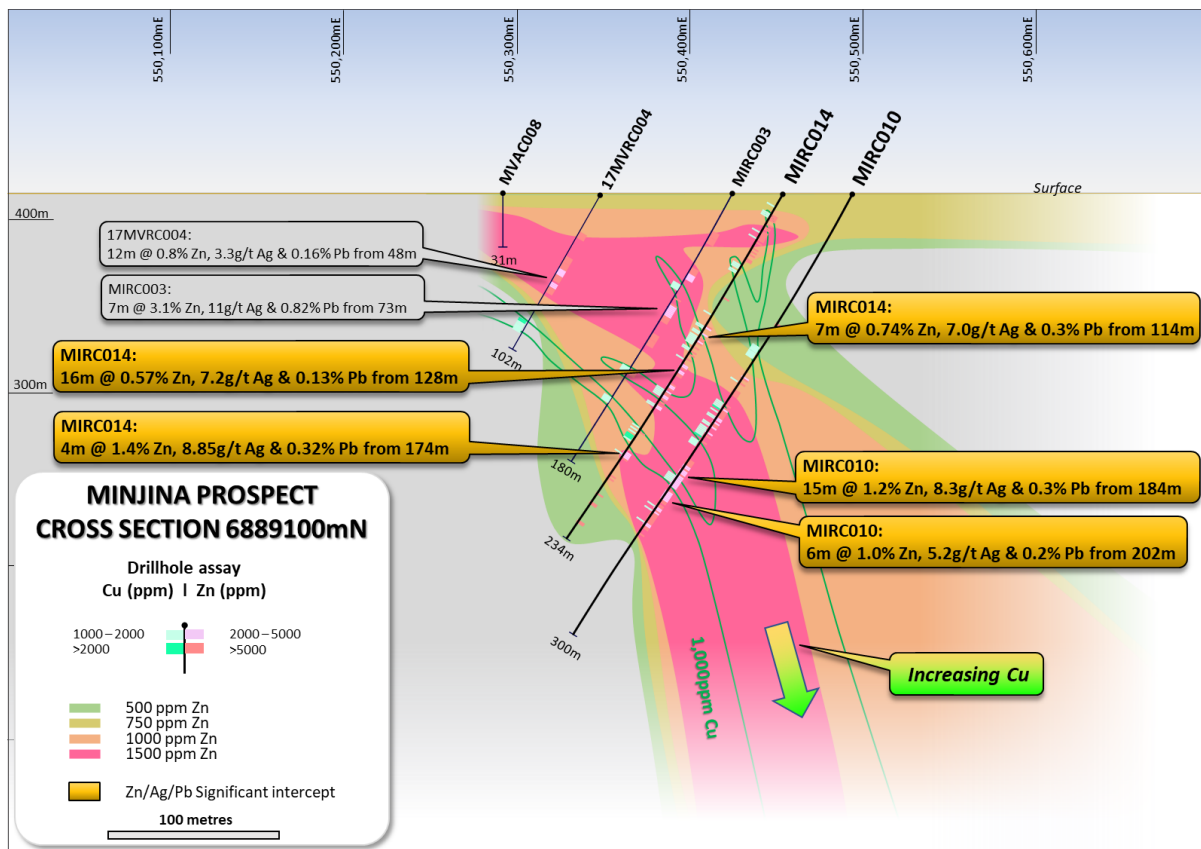 550,100mE
550,200mE
550,300mE
550,400mE
550,500mE
550,600mE
MVAC008
17MVRC004
MIRC003
MIRC014
MIRC010
Surface
400m
300m
17MVRC004:
12m @ 0.8% Zn, 3.3g/t Ag & 0.16% Pb from 48m
31m
MIRC003:
7m @ 3.1% Zn, 11g/t Ag & 0.82% Pb from 73m
MIRC014:
7m @ 0.74% Zn, 7.0g/t Ag & 0.3% Pb from 114m
102m
MIRC014:
16m @ 0.57% Zn, 7.2g/t Ag & 0.13% Pb from 128m
MIRC014:
4m @ 1.4% Zn, 8.85g/t Ag & 0.32% Pb from 174m
180m
MIRC010:
15m @ 1.2% Zn, 8.3g/t Ag & 0.3% Pb from 184m
MIRC010:
6m @ 1.0% Zn, 5.2g/t Ag & 0.2% Pb from 202m
234m
300m
1,000ppm Cu
Increasing Cu
MINJINA PROSPECT
CROSS SECTION 6889100mN
Drillhole assay
Cu (ppm) l Zn (ppm)
1000 – 2000
2000 – 5000
>2000
>5000
500 ppm Zn
750 ppm Zn
1000 ppm Zn
1500 ppm Zn
Zn/Ag/Pb Significant intercept
100 metres